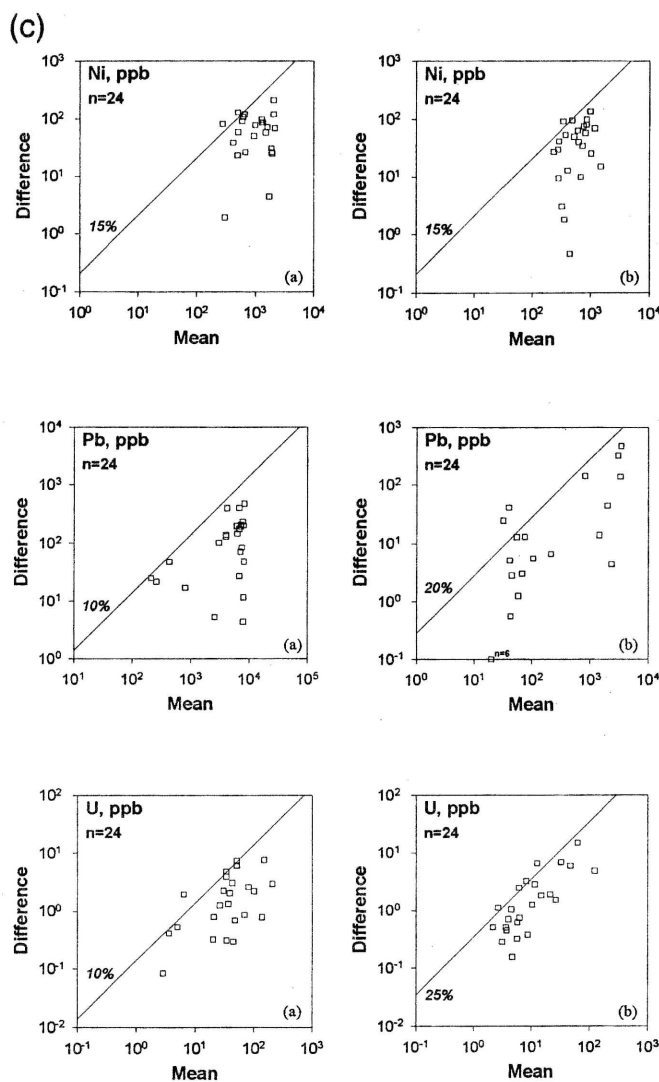 (c)
Ni, ppb
n=24
15%
(a)
10³
10²
10¹
10⁰
10⁻¹
10⁰ 10¹ 10² 10³ 10⁴
Difference
Mean
Ni, ppb
n=24
15%
(b)
10³
10²
10¹
10⁰
10⁻¹
10⁰ 10¹ 10² 10³ 10⁴
Difference
Mean
Pb, ppb
n=24
10%
(a)
10⁴
10³
10²
10¹
10⁰
10¹ 10² 10³ 10⁴ 10⁵
Difference
Mean
Pb, ppb
n=24
20%
n=6
(b)
10³
10²
10¹
10⁰
10⁻¹
10⁰ 10¹ 10² 10³ 10⁴
Difference
Mean
U, ppb
n=24
10%
(a)
10²
10¹
10⁰
10⁻¹
10⁻²
10⁻¹ 10⁰ 10¹ 10² 10³
Difference
Mean
U, ppb
n=24
25%
(b)
10²
10¹
10⁰
10⁻¹
10⁻²
10⁻¹ 10⁰ 10¹ 10² 10³
Difference
Mean